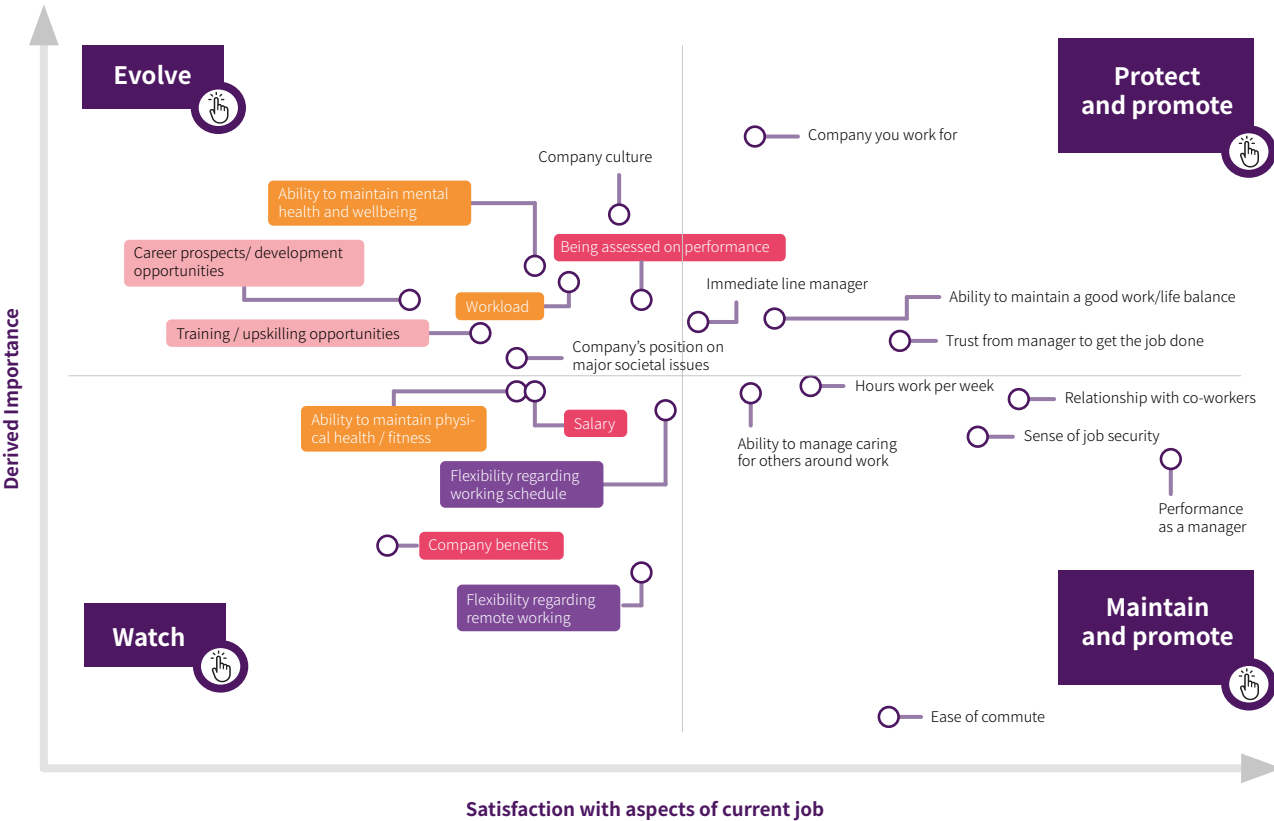 Evolve
Protect
and promote
Company you work for
Company culture
Ability to maintain mental
health and wellbeing
Being assessed on performance
Career prospects/ development
opportunities
Immediate line manager
Ability to maintain a good work/life balance
Workload
Training / upskilling opportunities
Trust from manager to get the job done
Company’s position on
major societal issues
Derived Importance
Hours work per week
Relationship with co-workers
Ability to maintain physi-
cal health / fitness
Salary
Ability to manage caring
for others around work
Sense of job security
Flexibility regarding
working schedule
Performance
as a manager
Company benefits
Flexibility regarding
remote working
Watch
Maintain
and promote
Ease of commute
Satisfaction with aspects of current job